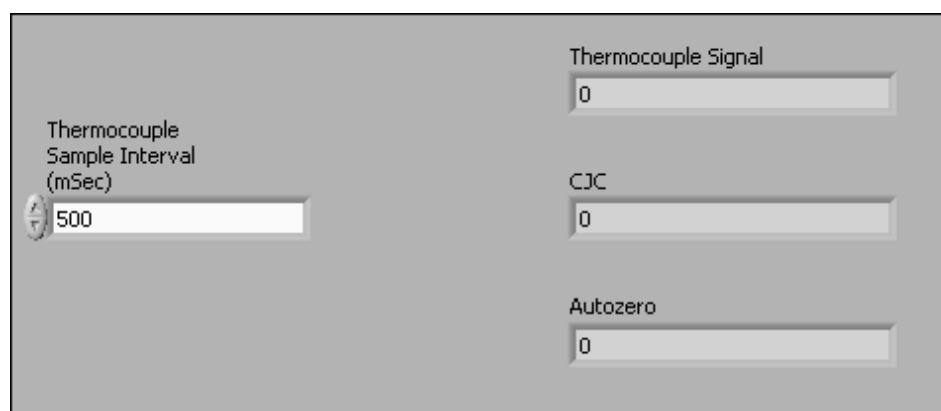 Thermocouple
Sample Interval
(mSec)
500
Thermocouple Signal
0
CJC
0
Autozero
0